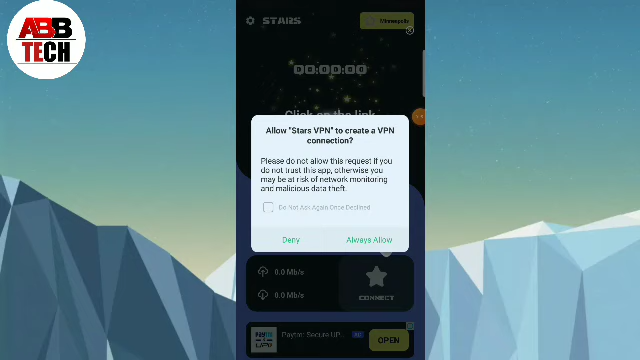 ABB
TECH
STARS
Minneapolis
00:00:00
Click on the link
Allow "Stars VPN" to create a VPN
connection?
Please do not allow this request if you
do not trust this app, otherwise you
may be at risk of network monitoring
and malicious data theft.
Do Not Ask Again Once Declined
Deny
Always Allow
0.0 Mb/s
0.0 Mb/s
CONNECT
Paytm: Secure UP..
AD
OPEN